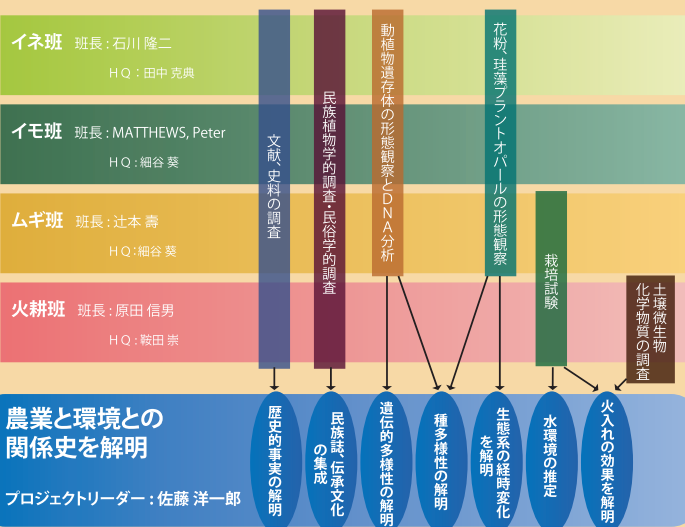 イネ班 班長 : 石川 隆二
HQ : 田中 克典
イモ班 班長 : MATTHEWS, Peter
HQ : 細谷 葵
ムギ班 班長 : 辻本 壽
HQ : 細谷 葵
火耕班 班長 : 原田 信男
HQ : 鞍田 崇
文献、史料の調査
民族植物学的調査・民俗学的調査
動植物遺存体の形態観察とDNA分析
花粉、珪藻プラントオパールの形態観察
栽培試験
土壌微生物
化学物質の調査
農業と環境との
関係史を解明
プロジェクトリーダー : 佐藤 洋一郎
歴史的事実の解明
民族誌、伝承文化
の集成
遺伝的多様性の解明
種多様性の解明
生態系の経時変化
を解明
水環境の推定
火入れの効果を解明